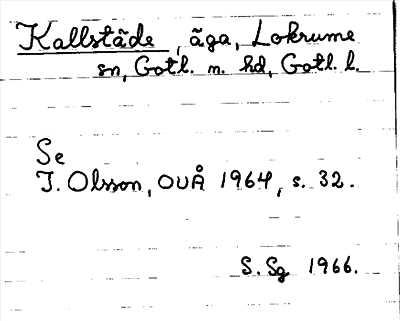 Kallstäde, äga, Lokrume
sn, Gotl. n. hd, Gotl. l.
Se
I. Olsson, OUÅ 1964, s. 32.
S. Sg 1966.